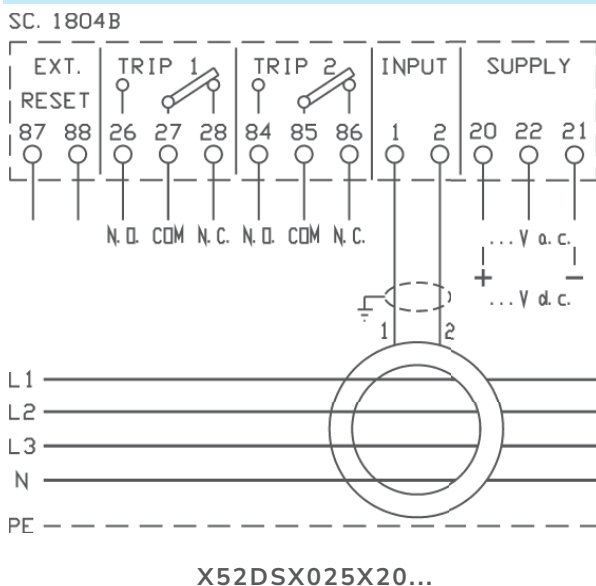 SC. 1804B
EXT. RESET
TRIP 1
TRIP 2
INPUT
SUPPLY
87 88 26 27 28 84 85 86 1 2 20 22 21
N.O. COM N.C. N.O. COM N.C.
...V a.c.
+ −
...V d.c.
1 2
L1
L2
L3
N
PE
X52DSX025X20...